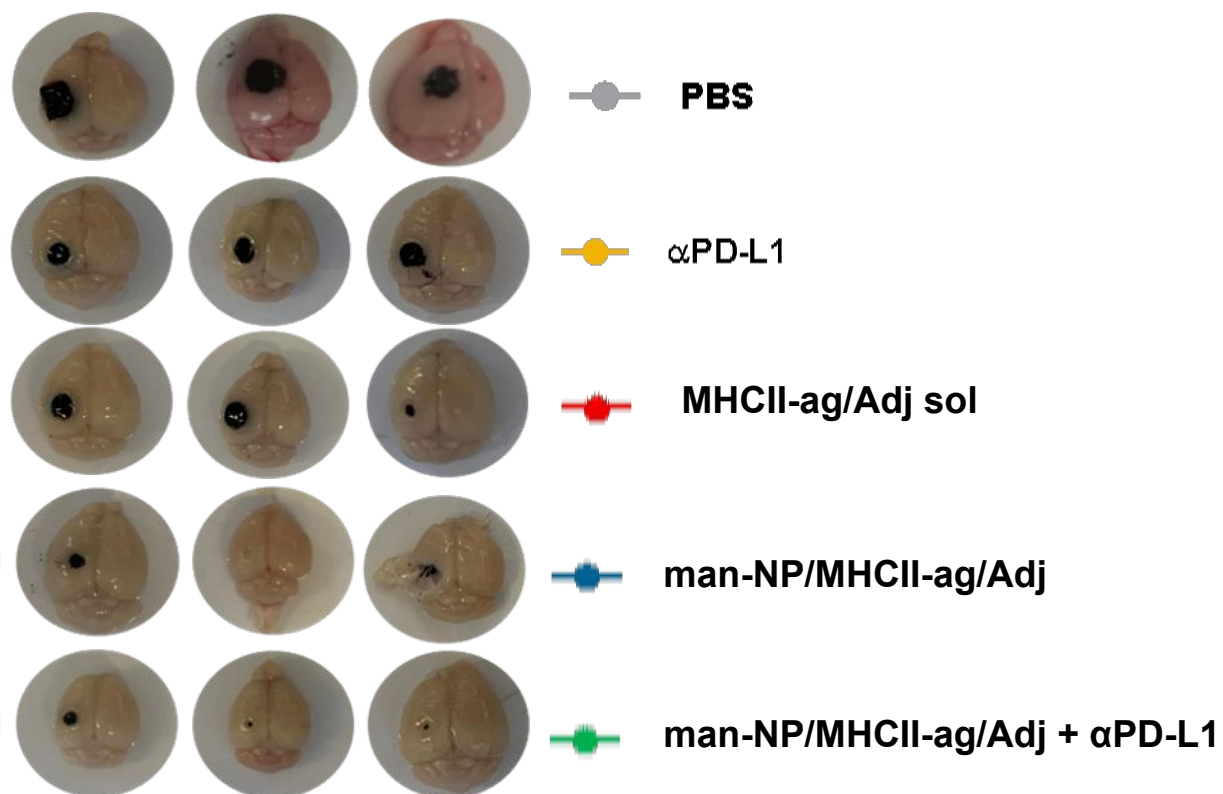 PBS
αPD-L1
MHCII-ag/Adj sol
man-NP/MHCII-ag/Adj
man-NP/MHCII-ag/Adj + αPD-L1